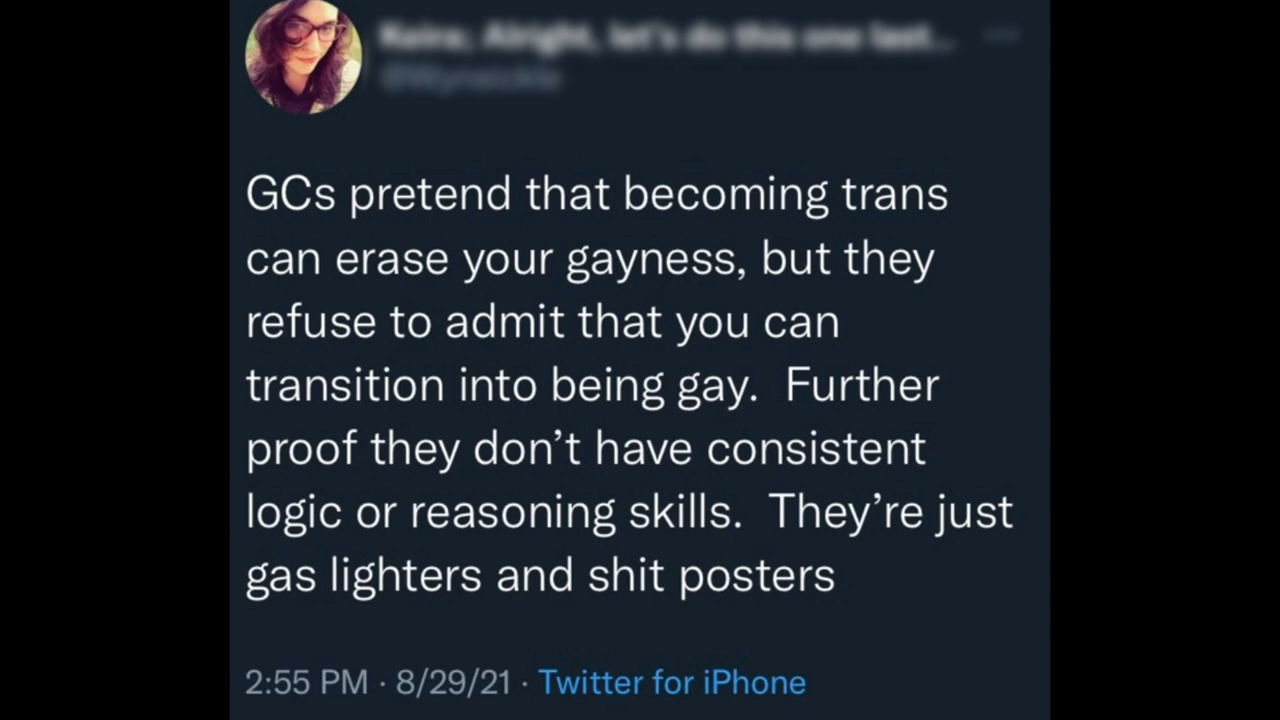 GCs pretend that becoming trans
can erase your gayness, but they
refuse to admit that you can
transition into being gay.  Further
proof they don’t have consistent
logic or reasoning skills.  They’re just
gas lighters and shit posters
2:55 PM · 8/29/21 · Twitter for iPhone